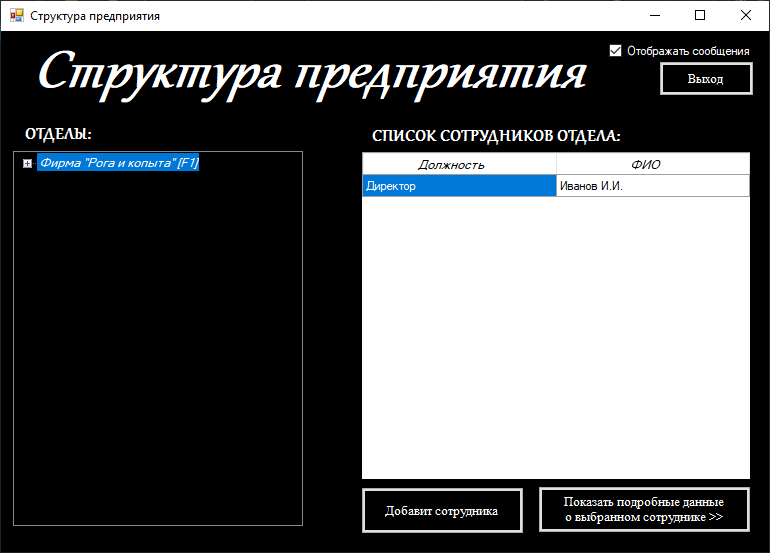 Структура предприятия
Структура предприятия
Отображать сообщения
Выход
ОТДЕЛЫ:
СПИСОК СОТРУДНИКОВ ОТДЕЛА:
Фирма "Рога и копыта" [F1]
Должность ФИО
Директор Иванов И.И.
Добавит сотрудника
Показать подробные данные
о выбранном сотруднике >>